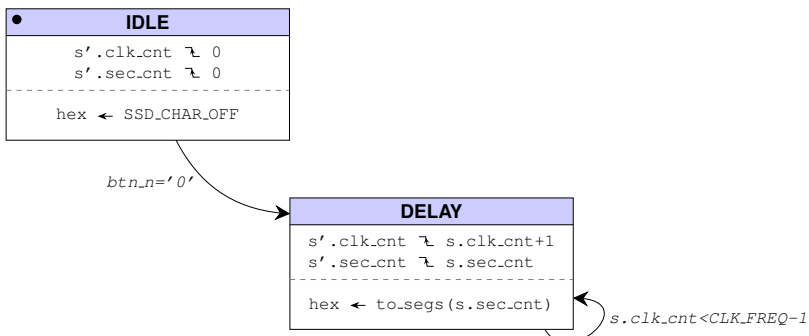 IDLE
s'.clk_cnt ↴ 0
s'.sec_cnt ↴ 0
hex ← SSD_CHAR_OFF
btn_n='0'
DELAY
s'.clk_cnt ↴ s.clk_cnt+1
s'.sec_cnt ↴ s.sec_cnt
hex ← to_segs(s.sec_cnt)
s.clk_cnt<CLK_FREQ-1